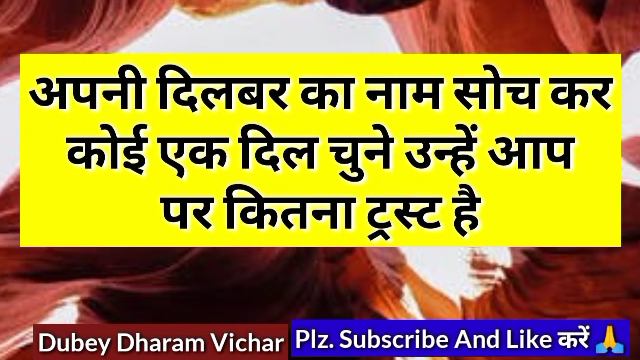 अपनी दिलबर का नाम सोच कर
कोई एक दिल चुने उन्हें आप
पर कितना ट्रस्ट है
Dubey Dharam Vichar
Plz. Subscribe And Like करें 🙏